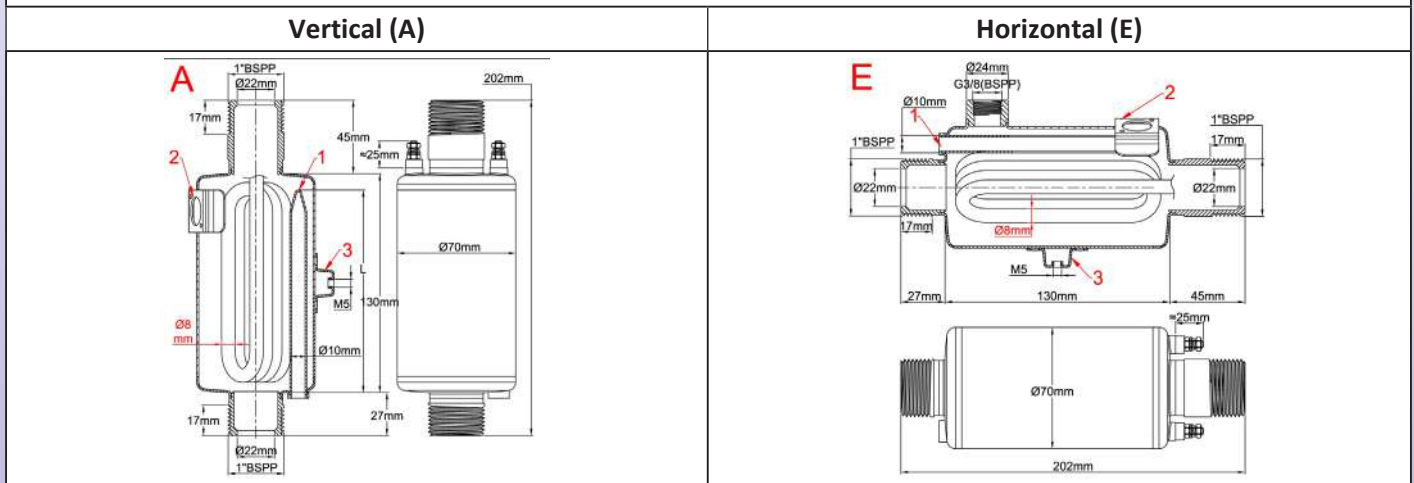 Vertical (A)
Horizontal (E)
A
1"BSPP
Ø22mm
202mm
17mm
45mm
≈25mm
2
1
Ø70mm
3
L
M5
130mm
Ø8
mm
Ø10mm
17mm
27mm
Ø22mm
1"BSPP
E
Ø24mm
G3/8(BSPP)
2
Ø10mm
1
1"BSPP
1"BSPP
17mm
Ø22mm
Ø22mm
17mm
Ø8mm
M5
3
27mm
130mm
45mm
≈25mm
Ø70mm
202mm